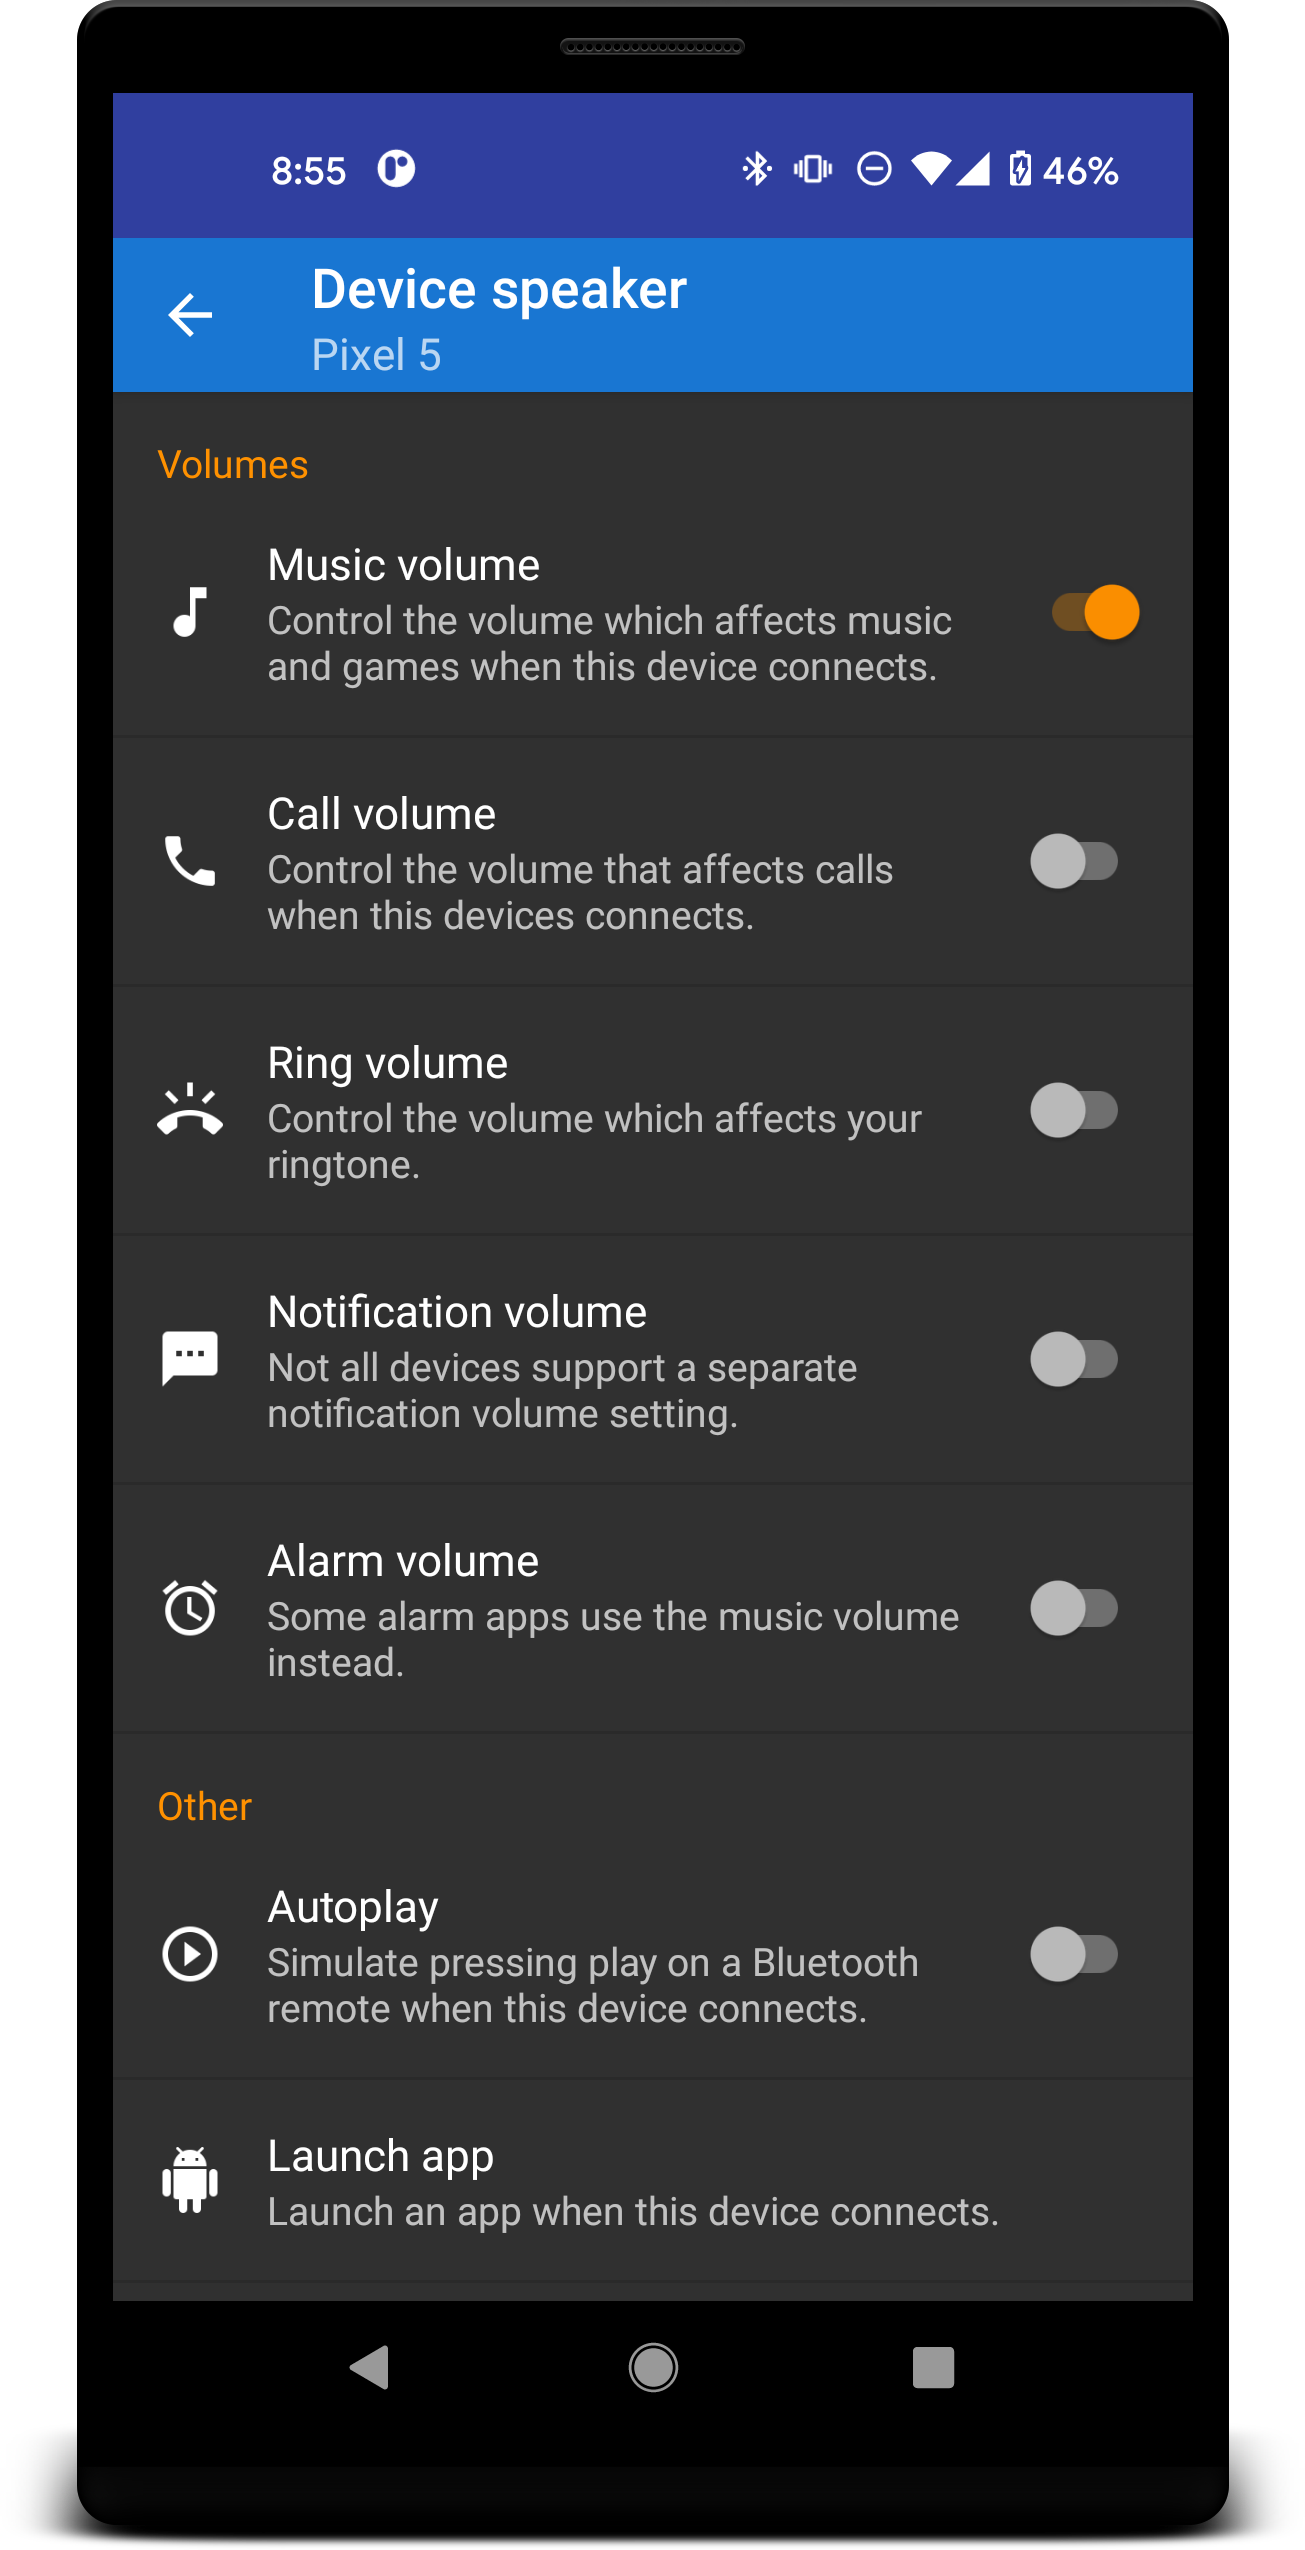 8:55
46%
Device speaker
Pixel 5
Volumes
Music volume
Control the volume which affects music
and games when this device connects.
Call volume
Control the volume that affects calls
when this devices connects.
Ring volume
Control the volume which affects your
ringtone.
Notification volume
Not all devices support a separate
notification volume setting.
Alarm volume
Some alarm apps use the music volume
instead.
Other
Autoplay
Simulate pressing play on a Bluetooth
remote when this device connects.
Launch app
Launch an app when this device connects.